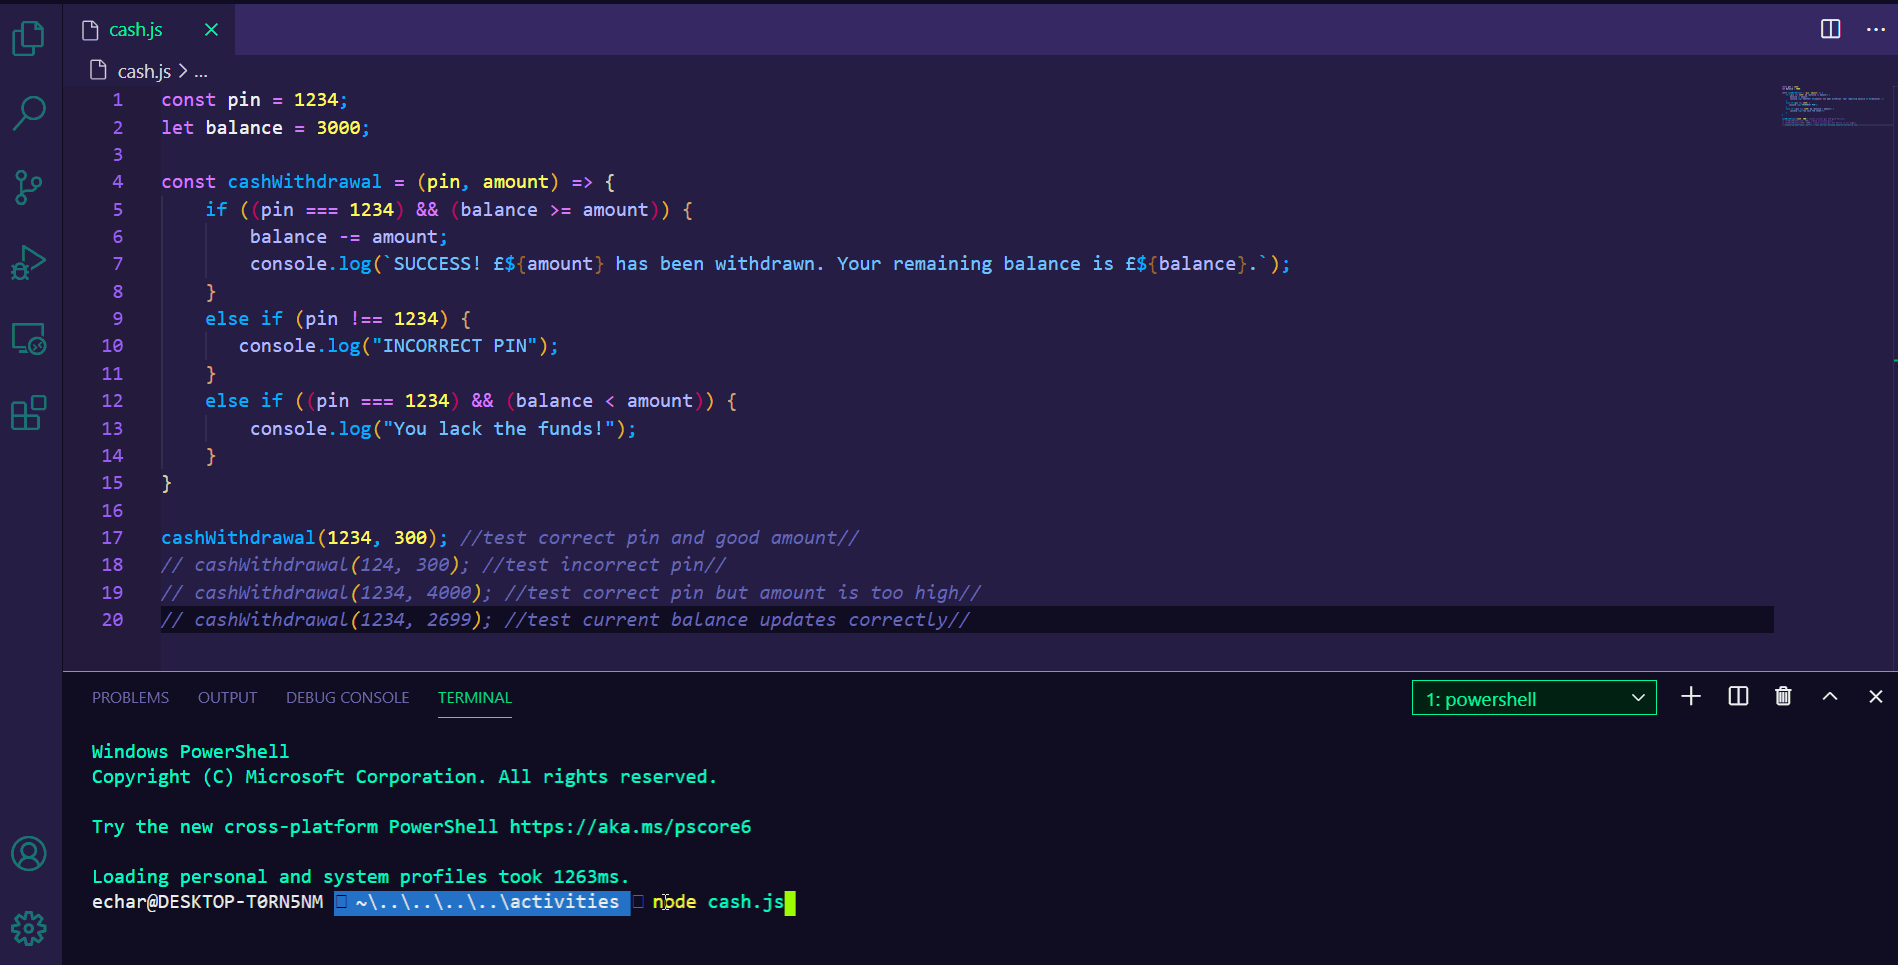 cash.js
cash.js > ...
1 const pin = 1234;
2 let balance = 3000;
3
4 const cashWithdrawal = (pin, amount) => {
5 if ((pin === 1234) && (balance >= amount)) {
6 balance -= amount;
7 console.log(`SUCCESS! £${amount} has been withdrawn. Your remaining balance is £${balance}.`);
8 }
9 else if (pin !== 1234) {
10 console.log("INCORRECT PIN");
11 }
12 else if ((pin === 1234) && (balance < amount)) {
13 console.log("You lack the funds!");
14 }
15 }
16
17 cashWithdrawal(1234, 300); //test correct pin and good amount//
18 // cashWithdrawal(124, 300); //test incorrect pin//
19 // cashWithdrawal(1234, 4000); //test correct pin but amount is too high//
20 // cashWithdrawal(1234, 2699); //test current balance updates correctly//
PROBLEMS OUTPUT DEBUG CONSOLE TERMINAL 1: powershell
Windows PowerShell
Copyright (C) Microsoft Corporation. All rights reserved.
Try the new cross-platform PowerShell https://aka.ms/pscore6
Loading personal and system profiles took 1263ms.
echar@DESKTOP-T0RN5NM ~\..\..\..\..\activities node cash.js